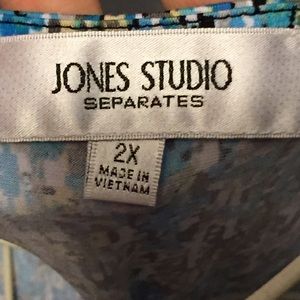 JONES STUDIO
SEPARATES
2X
MADE IN
VIETNAM